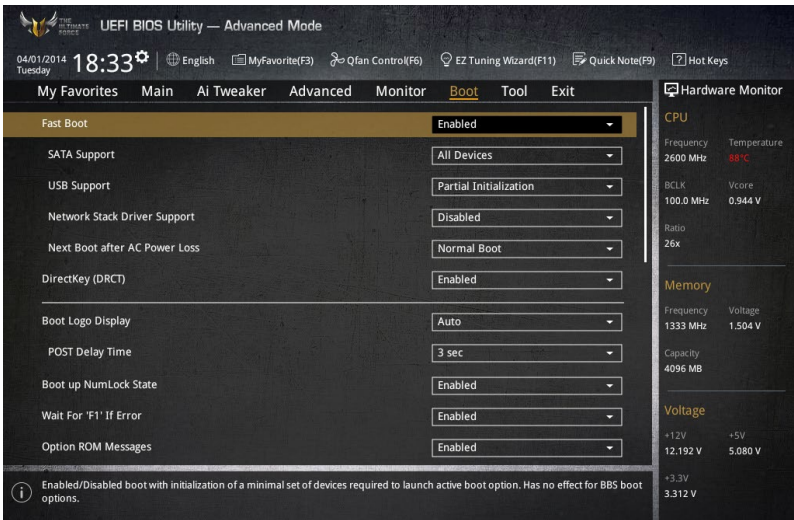 THE ULTIMATE FORCE
UEFI BIOS Utility — Advanced Mode
04/01/2014
Tuesday
18:33
English
MyFavorite(F3)
Qfan Control(F6)
EZ Tuning Wizard(F11)
Quick Note(F9)
? Hot Keys
My Favorites
Main
Ai Tweaker
Advanced
Monitor
Boot
Tool
Exit
Fast Boot Enabled
SATA Support All Devices
USB Support Partial Initialization
Network Stack Driver Support Disabled
Next Boot after AC Power Loss Normal Boot
DirectKey (DRCT) Enabled
Boot Logo Display Auto
POST Delay Time 3 sec
Boot up NumLock State Enabled
Wait For 'F1' If Error Enabled
Option ROM Messages Enabled
i Enabled/Disabled boot with initialization of a minimal set of devices required to launch active boot option. Has no effect for BBS boot
options.
Hardware Monitor
CPU
Frequency Temperature
2600 MHz 88°C
BCLK Vcore
100.0 MHz 0.944 V
Ratio
26x
Memory
Frequency Voltage
1333 MHz 1.504 V
Capacity
4096 MB
Voltage
+12V +5V
12.192 V 5.080 V
+3.3V
3.312 V